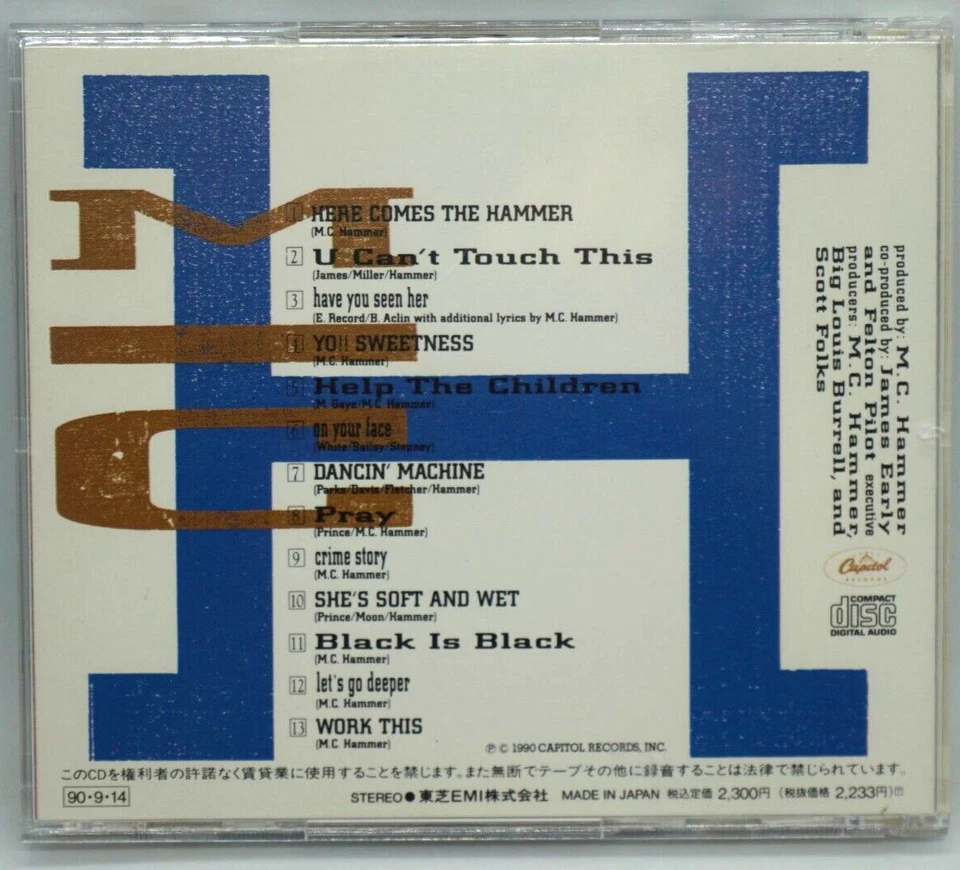 M.C.
1 HERE COMES THE HAMMER
(M.C. Hammer)
2 U Can't Touch This
(James/Miller/Hammer)
3 have you seen her
(E. Record/B. Aclin with additional lyrics by M.C. Hammer)
4 YO!! SWEETNESS
(M.C. Hammer)
5 Help The Children
(M. Gaye/M.C. Hammer)
6 on your face
(White/Bailey/Stepney)
7 DANCIN' MACHINE
(Parks/Davis/Fletcher/Hammer)
8 Pray
(Prince/M.C. Hammer)
9 crime story
(M.C. Hammer)
10 SHE'S SOFT AND WET
(Prince/Moon/Hammer)
11 Black Is Black
(M.C. Hammer)
12 let's go deeper
(M.C. Hammer)
13 WORK THIS
(M.C. Hammer)
produced by: M.C. Hammer
co-produced by: James Early
and Felton Pilot executive
producers: M.C. Hammer,
Big Louis Burrell, and
Scott Folks
Capitol
RECORDS
COMPACT
disc
DIGITAL AUDIO
℗ © 1990 CAPITOL RECORDS, INC.
このCDを権利者の許諾なく賃貸業に使用することを禁じます。また無断でテープその他に録音することは法律で禁じられています。
90・9・14
STEREO● 東芝EMI株式会社 MADE IN JAPAN 税込定価 2,300円 (税抜価格 2,233円)